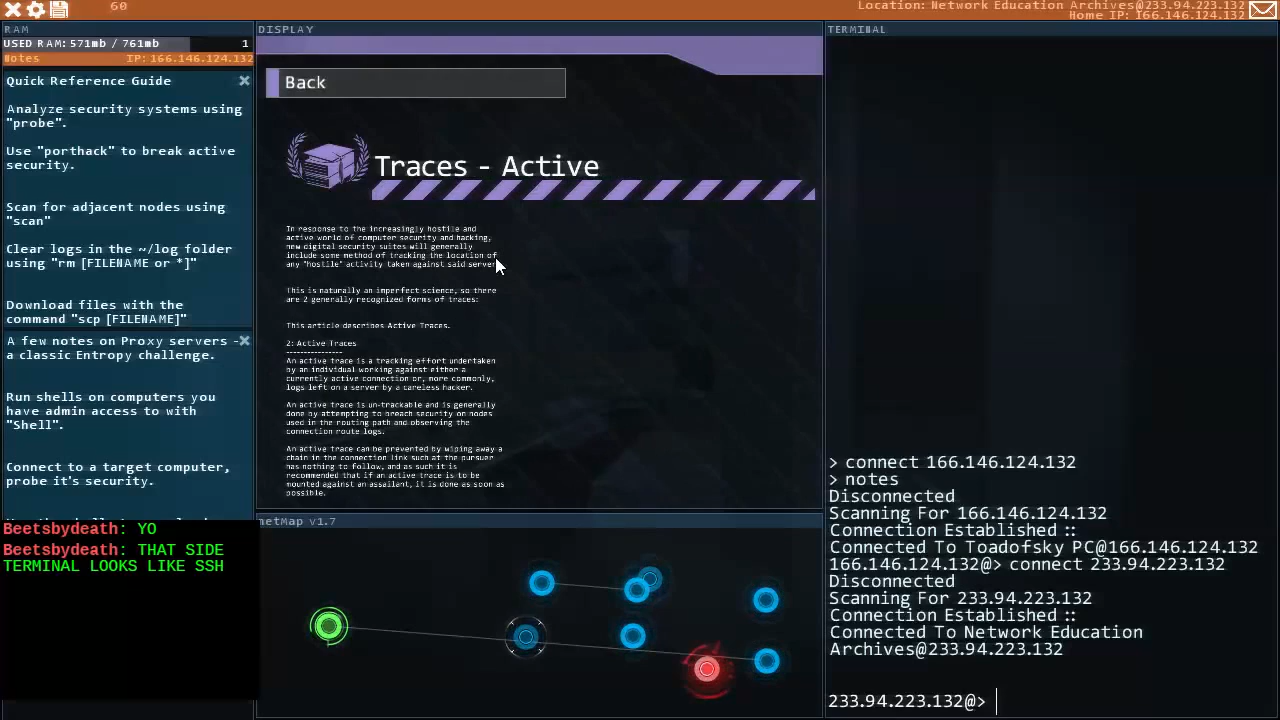 60
Location: Network Education Archives@233.94.223.132
Home IP: 166.146.124.132
RAM
USED RAM: 571mb / 761mb 1
Notes IP: 166.146.124.132
Quick Reference Guide
Analyze security systems using
"probe".
Use "porthack" to break active
security.
Scan for adjacent nodes using
"scan"
Clear logs in the ~/log folder
using "rm [FILENAME or *]"
Download files with the
command "scp [FILENAME]"
A few notes on Proxy servers -
a classic Entropy challenge.
Run shells on computers you
have admin access to with
"Shell".
Connect to a target computer,
probe it's security.
Beetsbydeath: YO
Beetsbydeath: THAT SIDE
TERMINAL LOOKS LIKE SSH
DISPLAY
Back
Traces - Active
In response to the increasingly hostile and
active world of computer security and hacking,
new digital security suites will generally
include some method of tracking the location of
any "hostile" activity taken against said server.
This is naturally an imperfect science, so there
are 2 generally recognized forms of traces:
This article describes Active Traces.
2: Active Traces
---------------
An active trace is a tracking effort undertaken
by an individual working against either a
currently active connection or, more commonly,
logs left on a server by a careless hacker.
An active trace is un-trackable and is generally
done by attempting to breach security on nodes
used in the routing path and observing the
connection route logs.
An active trace can be prevented by wiping away a
chain in the connection link such at the pursuer
has nothing to follow, and as such it is
recommended that if an active trace is to be
mounted against an assailant, it is done as soon as
possible.
netMap v1.7
TERMINAL
> connect 166.146.124.132
> notes
Disconnected
Scanning For 166.146.124.132
Connection Established ::
Connected To Toadofsky PC@166.146.124.132
166.146.124.132@> connect 233.94.223.132
Disconnected
Scanning For 233.94.223.132
Connection Established ::
Connected To Network Education
Archives@233.94.223.132
233.94.223.132@>